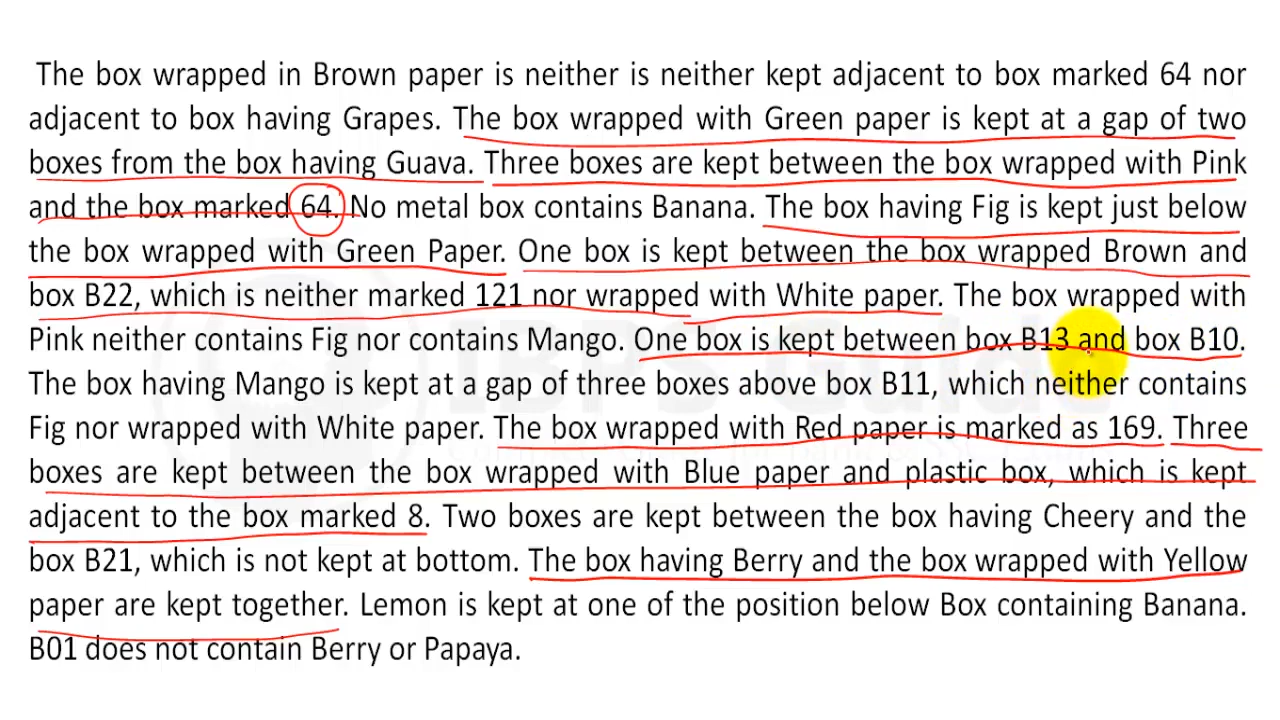 The box wrapped in Brown paper is neither is neither kept adjacent to box marked 64 nor
adjacent to box having Grapes. The box wrapped with Green paper is kept at a gap of two
boxes from the box having Guava. Three boxes are kept between the box wrapped with Pink
and the box marked 64. No metal box contains Banana. The box having Fig is kept just below
the box wrapped with Green Paper. One box is kept between the box wrapped Brown and
box B22, which is neither marked 121 nor wrapped with White paper. The box wrapped with
Pink neither contains Fig nor contains Mango. One box is kept between box B13 and box B10.
The box having Mango is kept at a gap of three boxes above box B11, which neither contains
Fig nor wrapped with White paper. The box wrapped with Red paper is marked as 169. Three
boxes are kept between the box wrapped with Blue paper and plastic box, which is kept
adjacent to the box marked 8. Two boxes are kept between the box having Cheery and the
box B21, which is not kept at bottom. The box having Berry and the box wrapped with Yellow
paper are kept together. Lemon is kept at one of the position below Box containing Banana.
B01 does not contain Berry or Papaya.
IBPS Guide